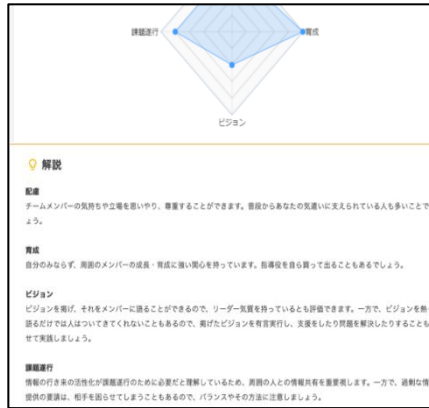 課題遂行
育成
ビジョン
解説
配慮
チームメンバーの気持ちや立場を思いやり、尊重することができます。普段からあなたの気遣いに支えられている人も多いことで
ょう。
育成
自分のみならず、周囲のメンバーの成長・育成に強い関心を持っています。指導役を自ら買って出ることもあるでしょう。
ビジョン
ビジョンを掲げ、それをメンバーに語ることができるので、リーダー気質を持っているとも評価できます。一方で、ビジョンを熱
語るだけでは人はついてきてくれないこともあるので、掲げたビジョンを有言実行し、支援をしたり問題を解決したりすることも
せて実践しましょう。
課題遂行
情報の行き来の活性化が課題遂行のために必要だと理解しているため、周囲の人との情報共有を重要視します。一方で、過剰な情
提供の要請は、相手を困らせてしまうこともあるので、バランスやその方法に注意しましょう。